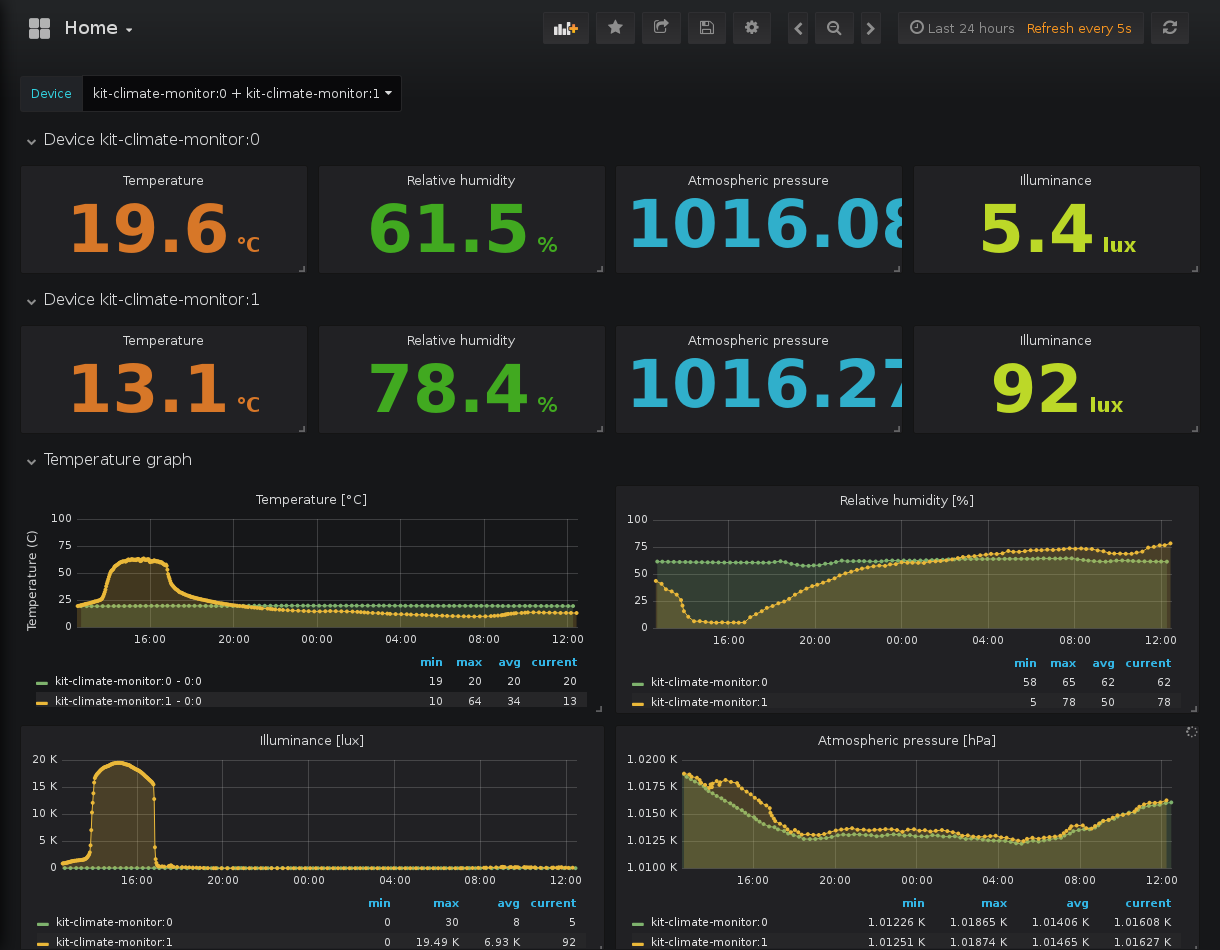 Home
Last 24 hours Refresh every 5s
Device kit-climate-monitor:0 + kit-climate-monitor:1
Device kit-climate-monitor:0
Temperature Relative humidity Atmospheric pressure Illuminance
19.6 °C 61.5 % 1016.08 5.4 lux
Device kit-climate-monitor:1
Temperature Relative humidity Atmospheric pressure Illuminance
13.1 °C 78.4 % 1016.27 92 lux
Temperature graph
Temperature [°C]
Temperature (C)
100
75
50
25
0
16:00 20:00 00:00 04:00 08:00 12:00
min max avg current
kit-climate-monitor:0 - 0:0 19 20 20 20
kit-climate-monitor:1 - 0:0 10 64 34 13
Relative humidity [%]
100
75
50
25
0
16:00 20:00 00:00 04:00 08:00 12:00
min max avg current
kit-climate-monitor:0 58 65 62 62
kit-climate-monitor:1 5 78 50 78
Illuminance [lux]
20 K
15 K
10 K
5 K
0
16:00 20:00 00:00 04:00 08:00 12:00
min max avg current
kit-climate-monitor:0 0 30 8 5
kit-climate-monitor:1 0 19.49 K 6.93 K 92
Atmospheric pressure [hPa]
1.0200 K
1.0175 K
1.0150 K
1.0125 K
1.0100 K
16:00 20:00 00:00 04:00 08:00 12:00
min max avg current
kit-climate-monitor:0 1.01226 K 1.01865 K 1.01406 K 1.01608 K
kit-climate-monitor:1 1.01251 K 1.01874 K 1.01465 K 1.01627 K